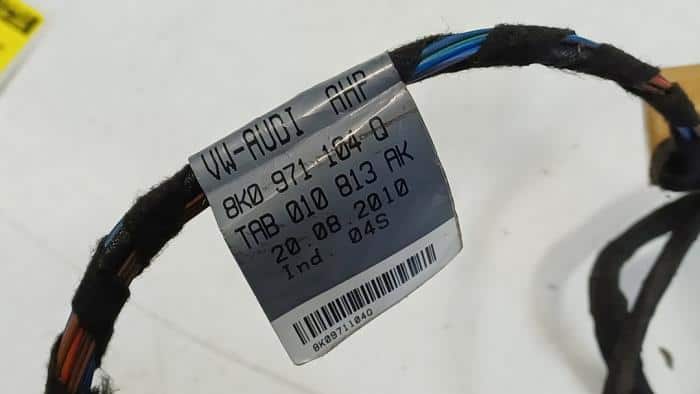 VW-AUDI AHP
8K0 971 104 Q
TAB 010 813 AK
20.08.2010
Ind. 04S
8K0971104Q